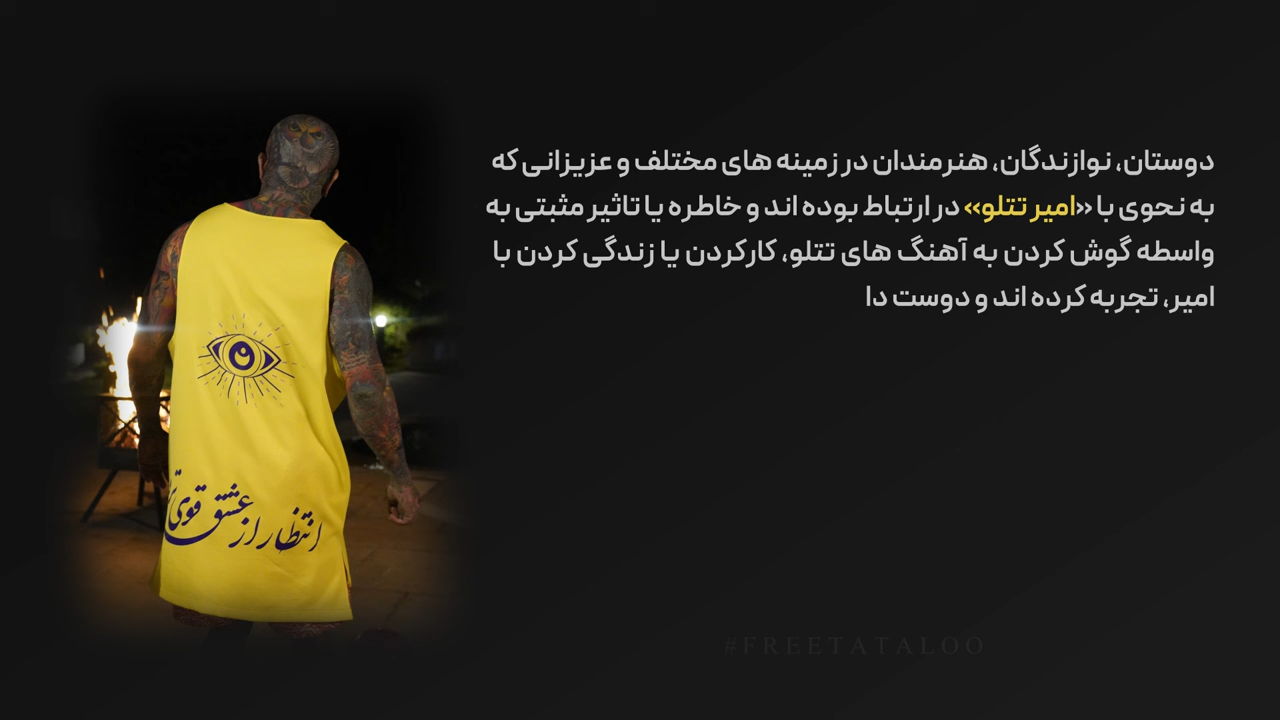 دوستان، نوازندگان، هنرمندان در زمینه های مختلف و عزیزانی که
به نحوی با «امیر تتلو» در ارتباط بوده اند و خاطره یا تاثیر مثبتی به
واسطه گوش کردن به آهنگ های تتلو، کارکردن یا زندگی کردن با
امیر، تجربه کرده اند و دوست دا
انتظار از عشق قوی
#FREETATALOO